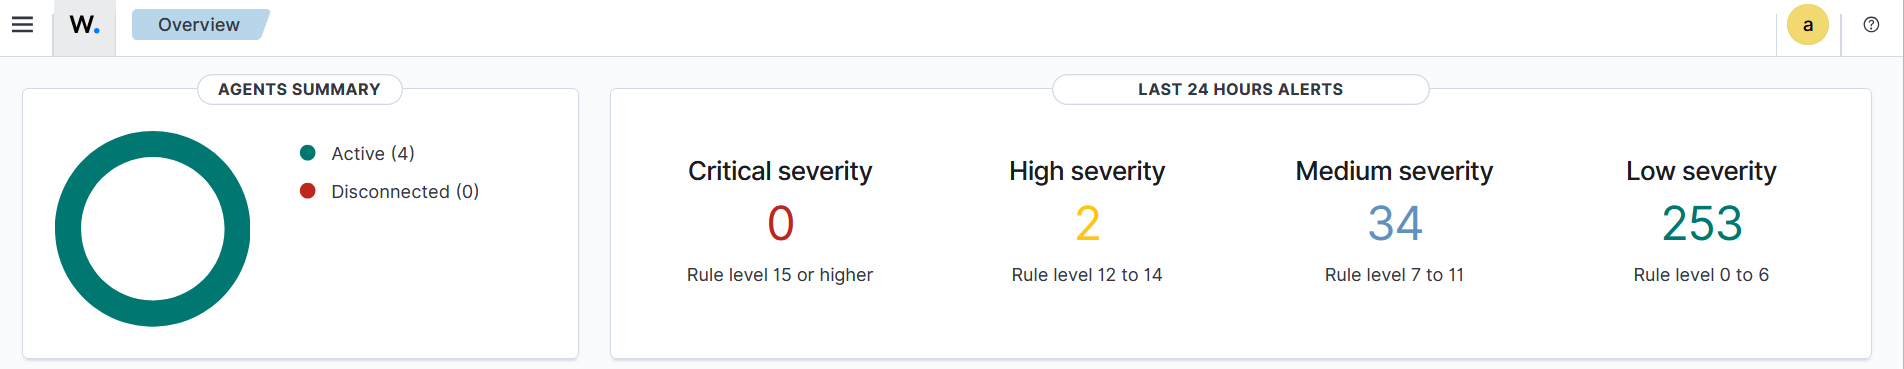 W. Overview a
AGENTS SUMMARY
Active (4)
Disconnected (0)
LAST 24 HOURS ALERTS
Critical severity
0
Rule level 15 or higher
High severity
2
Rule level 12 to 14
Medium severity
34
Rule level 7 to 11
Low severity
253
Rule level 0 to 6